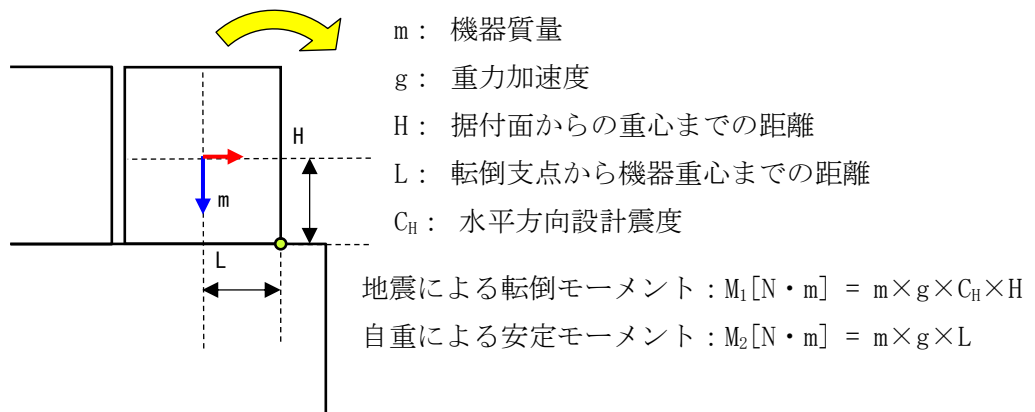 m： 機器質量
g： 重力加速度
H： 据付面からの重心までの距離
L： 転倒支点から機器重心までの距離
C_H： 水平方向設計震度
H
m
L
地震による転倒モーメント：M₁[N・m] = m×g×C_H×H
自重による安定モーメント：M₂[N・m] = m×g×L